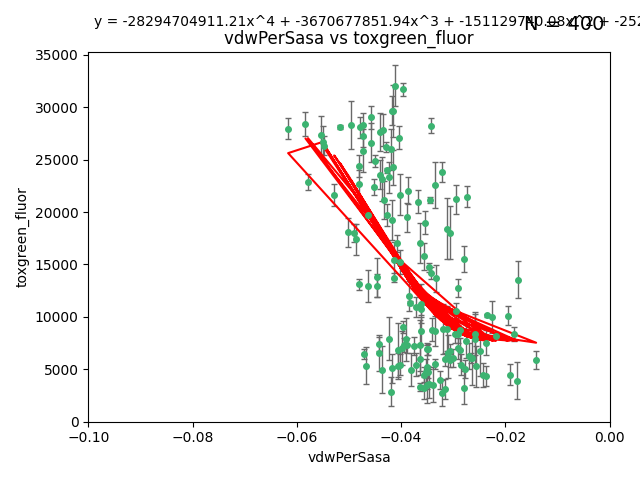 y = -28294704911.21x^4 + -3670677851.94x^3 + + -252
N = 400
vdwPerSasa vs toxgreen_fluor
35000
30000
25000
20000
15000
10000
5000
0
toxgreen_fluor
−0.10 −0.08 −0.06 −0.04 −0.02 0.00
vdwPerSasa